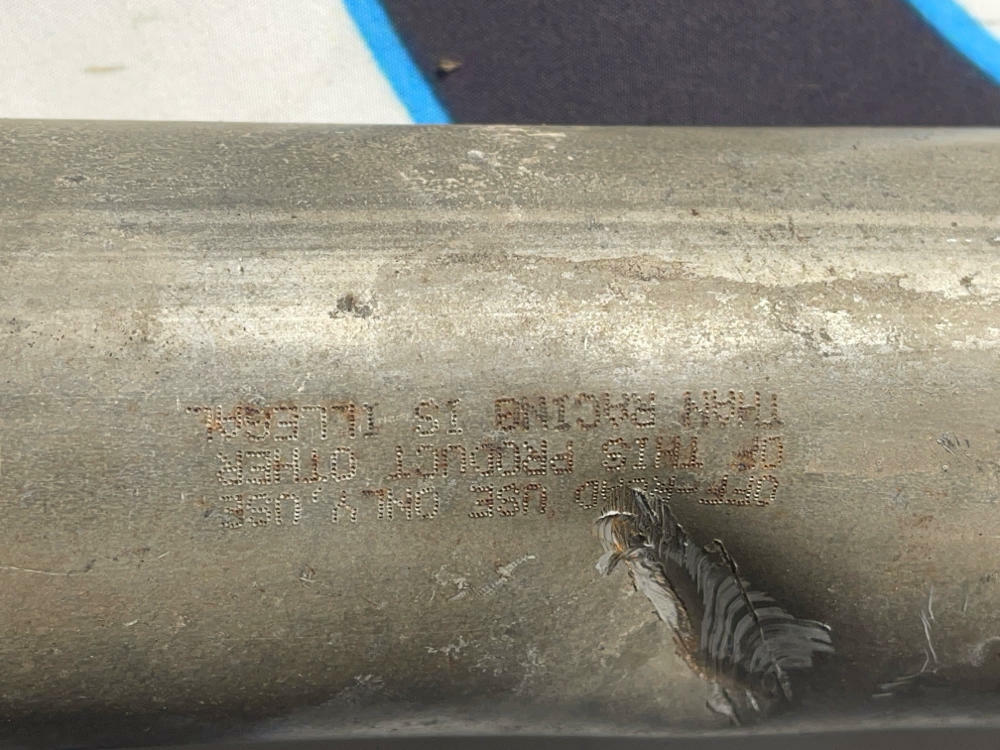 OFF-ROAD USE ONLY, USE
OF THIS PRODUCT OTHER
THAN RACING IS ILLEGAL